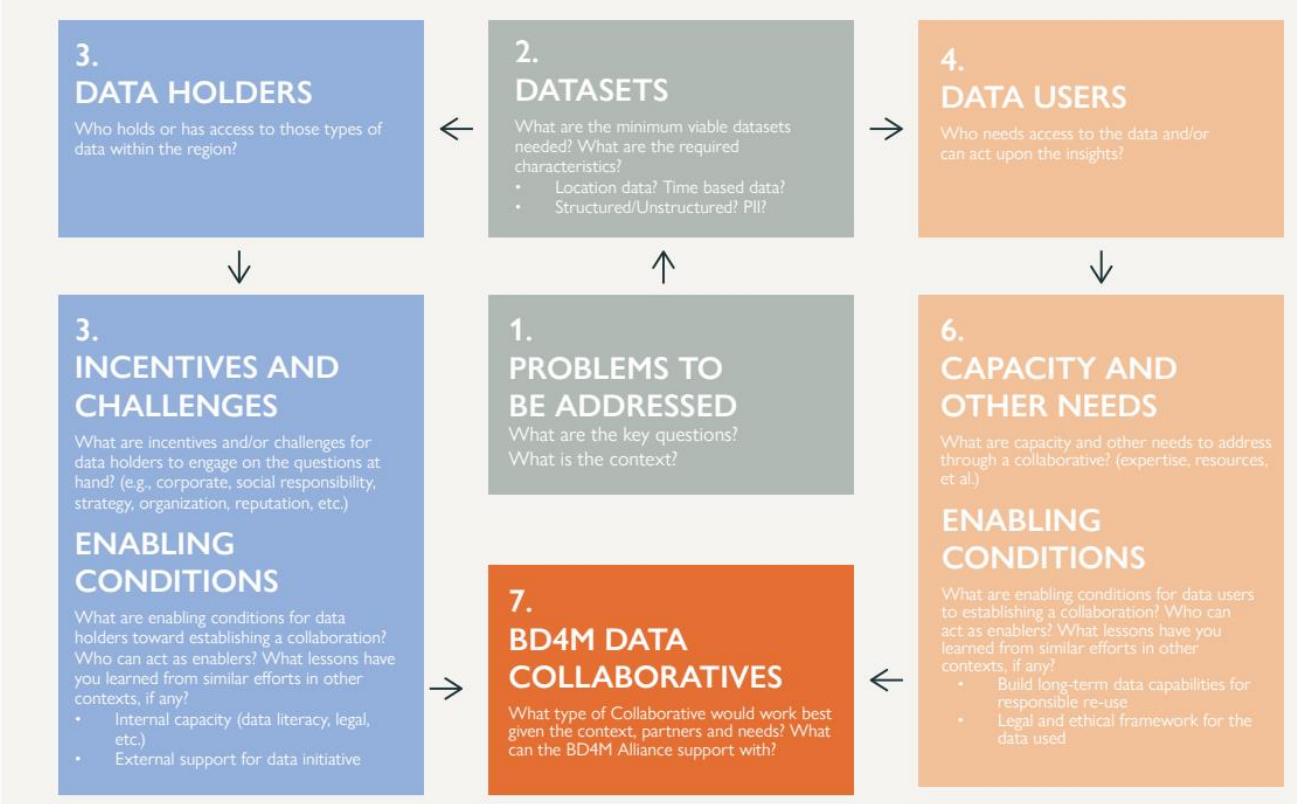 3.
DATA HOLDERS
Who holds or has access to those types of
data within the region?
2.
DATASETS
What are the minimum viable datasets
needed? What are the required
characteristics?
• Location data? Time based data?
• Structured/Unstructured? PII?
4.
DATA USERS
Who needs access to the data and/or
can act upon the insights?
3.
INCENTIVES AND
CHALLENGES
What are incentives and/or challenges for
data holders to engage on the questions at
hand? (e.g., corporate, social responsibility,
strategy, organization, reputation, etc.)
ENABLING
CONDITIONS
What are enabling conditions for data
holders toward establishing a collaboration?
Who can act as enablers? What lessons have
you learned from similar efforts in other
contexts, if any?
• Internal capacity (data literacy, legal,
etc.)
• External support for data initiative
1.
PROBLEMS TO
BE ADDRESSED
What are the key questions?
What is the context?
6.
CAPACITY AND
OTHER NEEDS
What are capacity and other needs to address
through a collaborative? (expertise, resources,
et al.)
ENABLING
CONDITIONS
What are enabling conditions for data users
to establishing a collaboration? Who can
act as enablers? What lessons have you
learned from similar efforts in other
contexts, if any?
• Build long-term data capabilities for
responsible re-use
• Legal and ethical framework for the
data used
7.
BD4M DATA
COLLABORATIVES
What type of Collaborative would work best
given the context, partners and needs? What
can the BD4M Alliance support with?